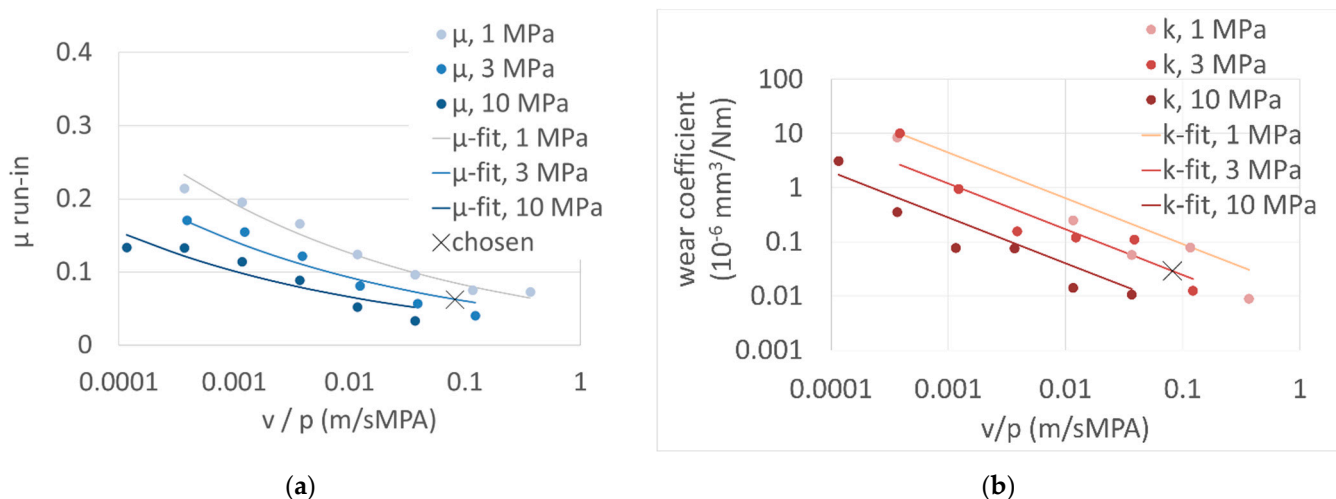 μ, 1 MPa
μ, 3 MPa
μ, 10 MPa
μ-fit, 1 MPa
μ-fit, 3 MPa
μ-fit, 10 MPa
chosen
0.4
0.3
0.2
0.1
0
μ run-in
0.0001 0.001 0.01 0.1 1
v / p (m/sMPA)
(a)
k, 1 MPa
k, 3 MPa
k, 10 MPa
k-fit, 1 MPa
k-fit, 3 MPa
k-fit, 10 MPa
chosen
100
10
1
0.1
0.01
0.001
wear coefficient
(10⁻⁶ mm³/Nm)
0.0001 0.001 0.01 0.1 1
v/p (m/sMPA)
(b)